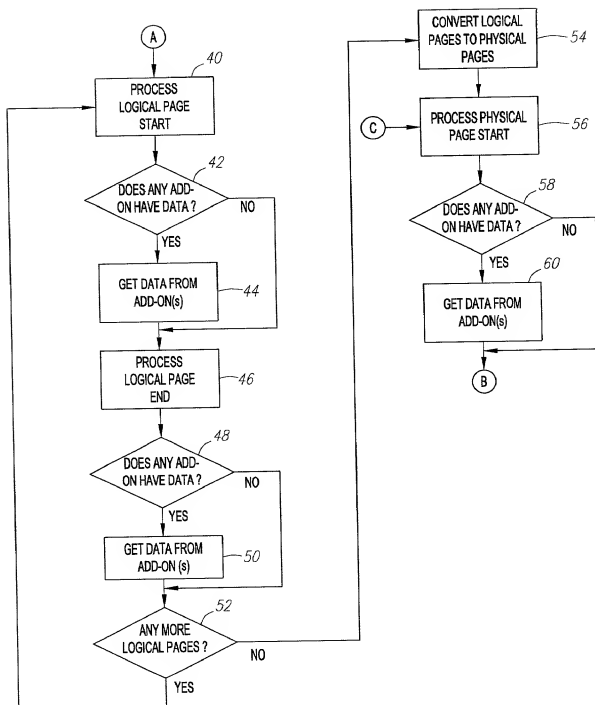 A
40
PROCESS
LOGICAL PAGE
START
42
DOES ANY ADD-
ON HAVE DATA ?
NO
YES
GET DATA FROM
ADD-ON(s)
44
PROCESS
LOGICAL PAGE
END
46
48
DOES ANY ADD-
ON HAVE DATA ?
NO
YES
GET DATA FROM
ADD-ON (s)
50
52
ANY MORE
LOGICAL PAGES ?
NO
YES
CONVERT LOGICAL
PAGES TO PHYSICAL
PAGES
54
C
PROCESS PHYSICAL
PAGE START
56
58
DOES ANY ADD-
ON HAVE DATA ?
NO
YES
60
GET DATA FROM
ADD-ON(s)
B